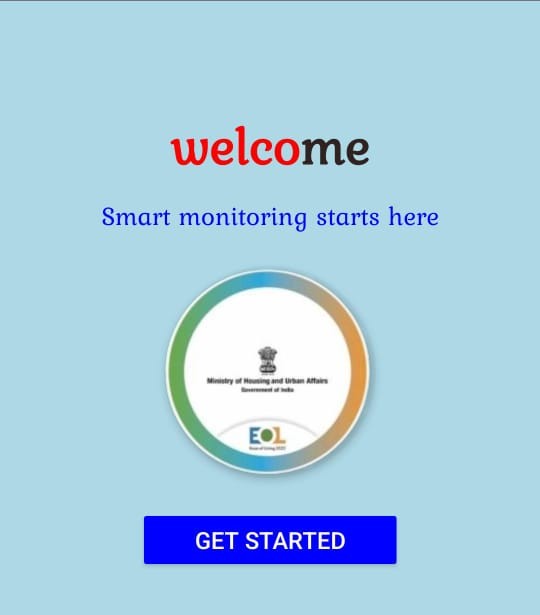 welcome
Smart monitoring starts here
Ministry of Housing and Urban Affairs
Government of India
EOL
Ease of Living 2022
GET STARTED